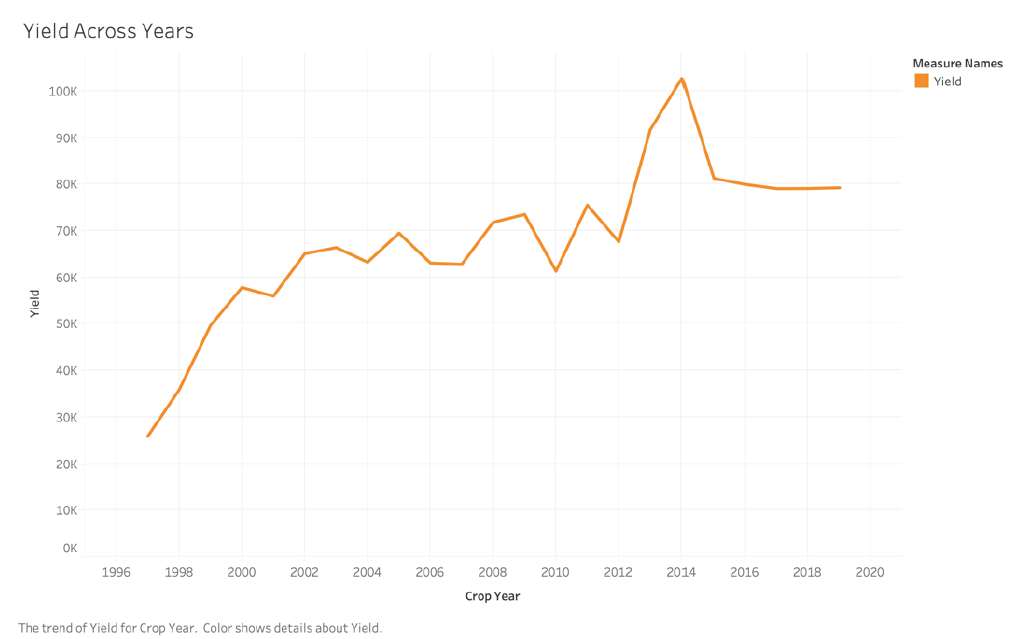 Yield Across Years
Measure Names
Yield
100K
90K
80K
70K
60K
50K
40K
30K
20K
10K
0K
Yield
1996 1998 2000 2002 2004 2006 2008 2010 2012 2014 2016 2018 2020
Crop Year
The trend of Yield for Crop Year. Color shows details about Yield.